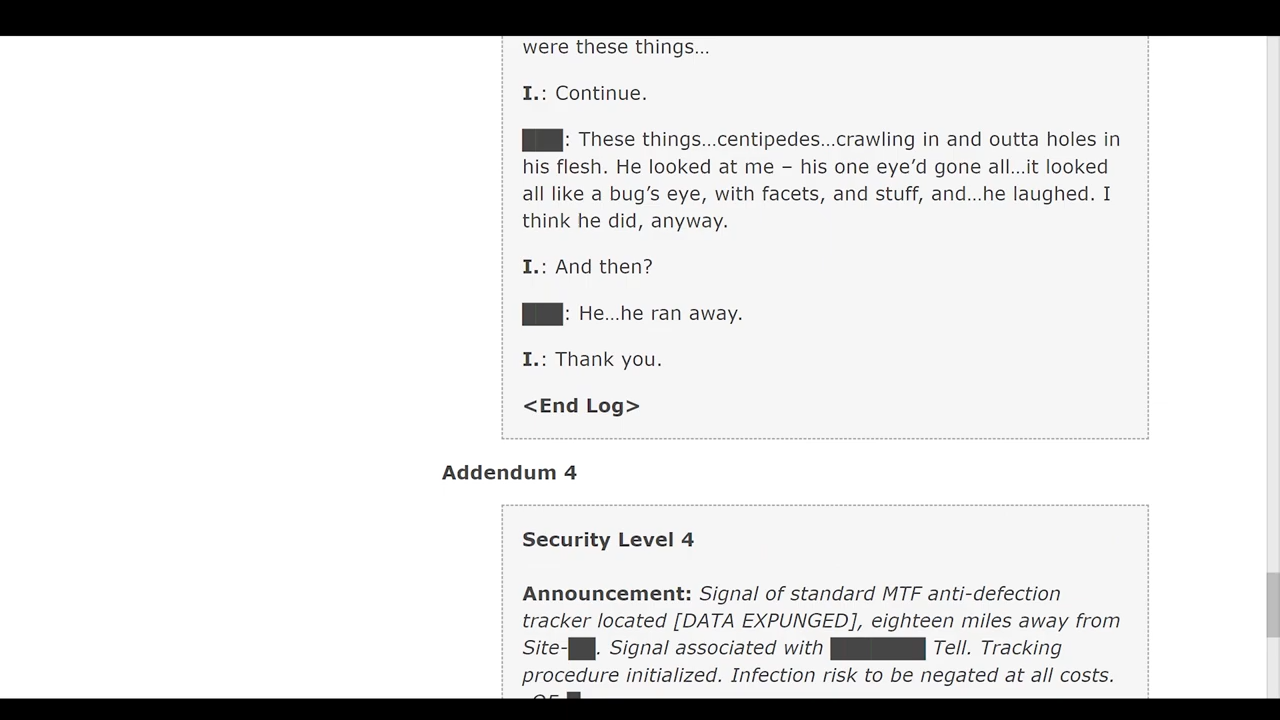 were these things…
I.: Continue.
███: These things…centipedes…crawling in and outta holes in
his flesh. He looked at me – his one eye’d gone all…it looked
all like a bug’s eye, with facets, and stuff, and…he laughed. I
think he did, anyway.
I.: And then?
███: He…he ran away.
I.: Thank you.
<End Log>
Addendum 4
Security Level 4
Announcement: Signal of standard MTF anti-defection
tracker located [DATA EXPUNGED], eighteen miles away from
Site-██. Signal associated with ███████ Tell. Tracking
procedure initialized. Infection risk to be negated at all costs.